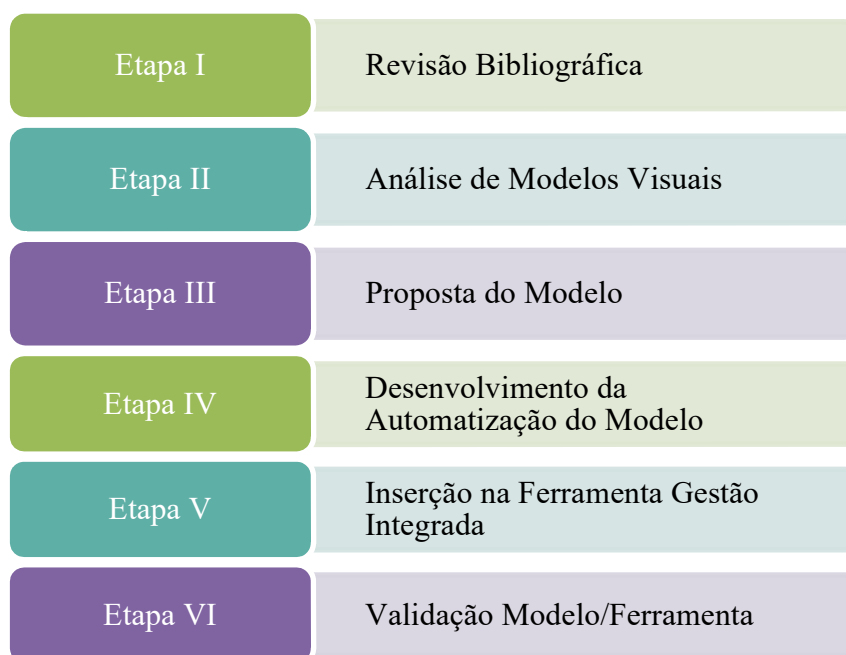 Etapa I
Revisão Bibliográfica
Etapa II
Análise de Modelos Visuais
Etapa III
Proposta do Modelo
Etapa IV
Desenvolvimento da
Automatização do Modelo
Etapa V
Inserção na Ferramenta Gestão
Integrada
Etapa VI
Validação Modelo/Ferramenta